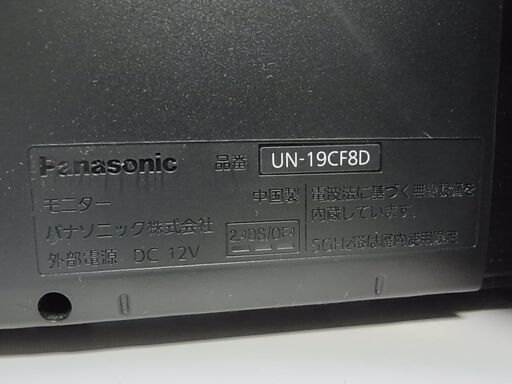 Panasonic 品番 UN-19CF8D
モニター 中国製
パナソニック株式会社
外部電源 DC 12V
2.4DS/OF4
電波法に基づく無線設備を
内蔵しています。
5GHz帯は屋内使用限定